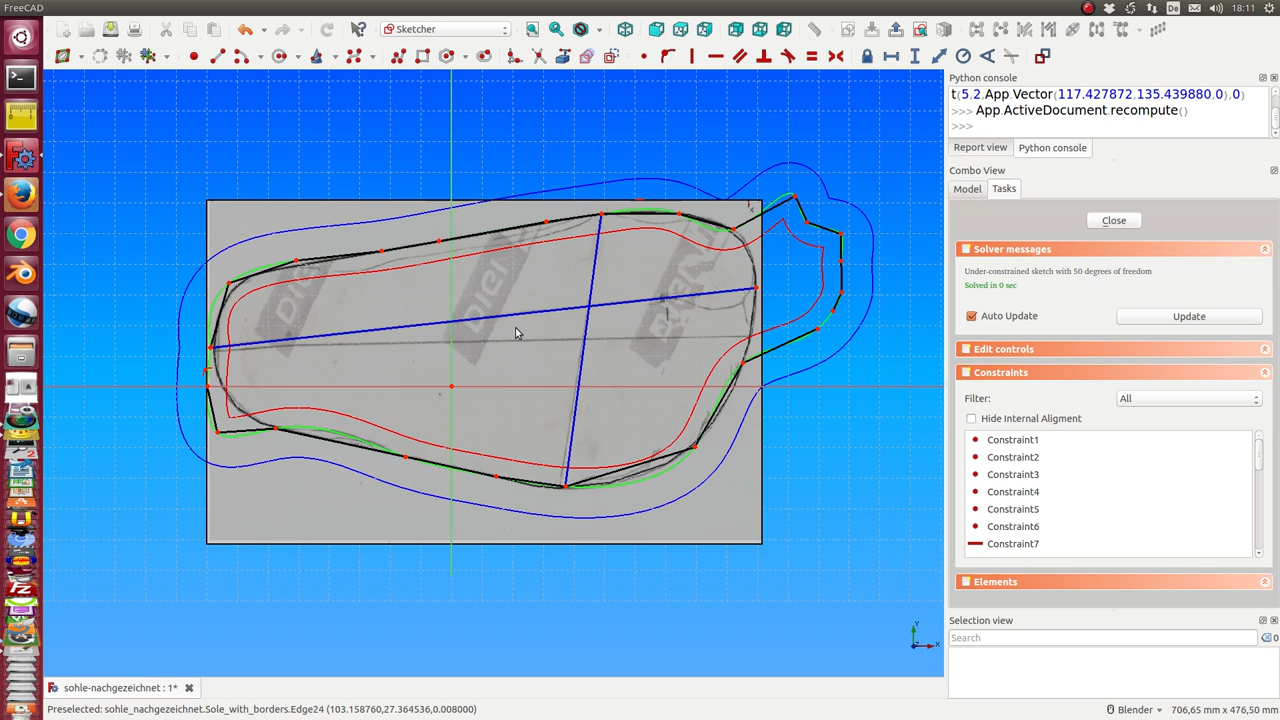 FreeCAD
De
18:11
Sketcher
Python console
t(5,2,App.Vector(117.427872,135.439880,0),0)
>>> App.ActiveDocument.recompute()
>>>
Report view
Python console
Combo View
Model
Tasks
Close
Solver messages
Under-constrained sketch with 50 degrees of freedom
Solved in 0 sec
Auto Update
Update
Edit controls
Constraints
Filter:
All
Hide Internal Aligment
Constraint1
Constraint2
Constraint3
Constraint4
Constraint5
Constraint6
Constraint7
Elements
Selection view
Search
0
Y
X
sohle-nachgezeichnet : 1*
Preselected: sohle_nachgezeichnet.Sole_with_borders.Edge24 (103.158760,27.364536,0.008000)
Blender
706,65 mm x 476,50 mm